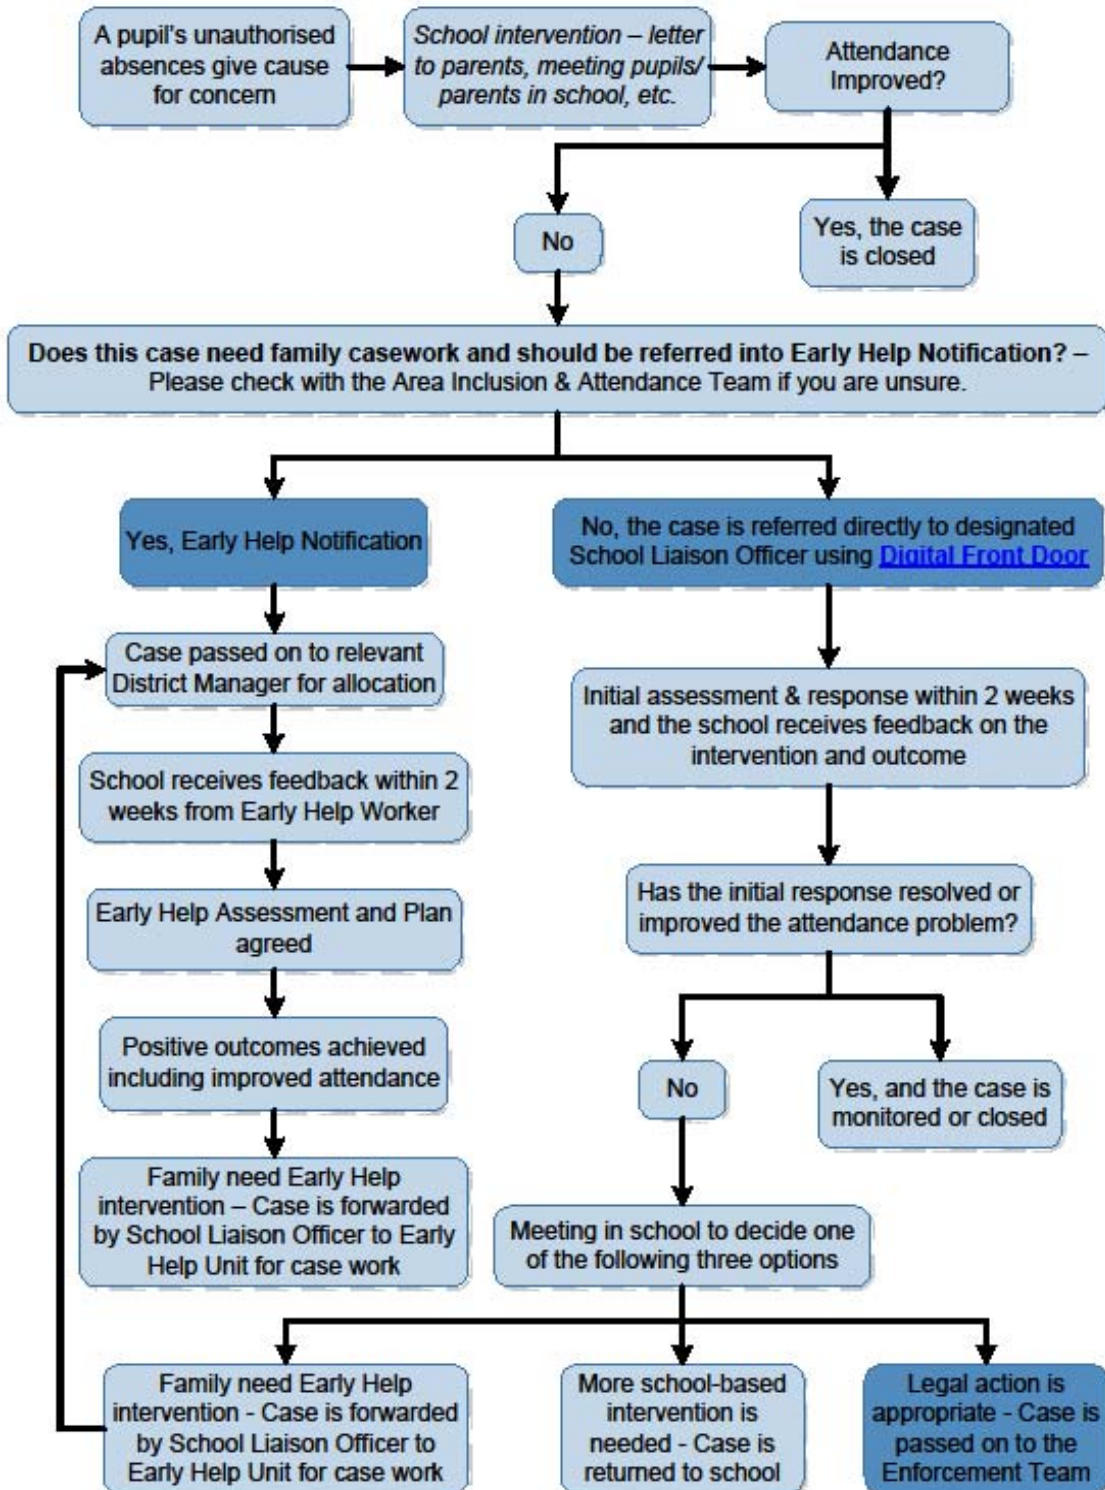 A pupil's unauthorised
absences give cause
for concern
School intervention – letter
to parents, meeting pupils/
parents in school, etc.
Attendance
Improved?
No
Yes, the case
is closed
Does this case need family casework and should be referred into Early Help Notification? –
Please check with the Area Inclusion & Attendance Team if you are unsure.
Yes, Early Help Notification
No, the case is referred directly to designated
School Liaison Officer using Digital Front Door
Case passed on to relevant
District Manager for allocation
School receives feedback within 2
weeks from Early Help Worker
Early Help Assessment and Plan
agreed
Positive outcomes achieved
including improved attendance
Family need Early Help
intervention – Case is forwarded
by School Liaison Officer to Early
Help Unit for case work
Initial assessment & response within 2 weeks
and the school receives feedback on the
intervention and outcome
Has the initial response resolved or
improved the attendance problem?
No
Yes, and the case is
monitored or closed
Meeting in school to decide one
of the following three options
Family need Early Help
intervention - Case is forwarded
by School Liaison Officer to
Early Help Unit for case work
More school-based
intervention is
needed - Case is
returned to school
Legal action is
appropriate - Case is
passed on to the
Enforcement Team